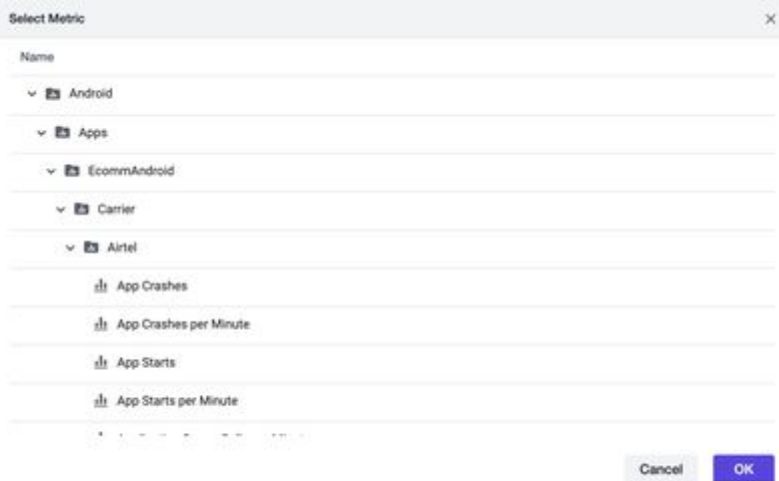 Select Metric
Name
Android
Apps
EcommAndroid
Carrier
Airtel
App Crashes
App Crashes per Minute
App Starts
App Starts per Minute
Cancel OK